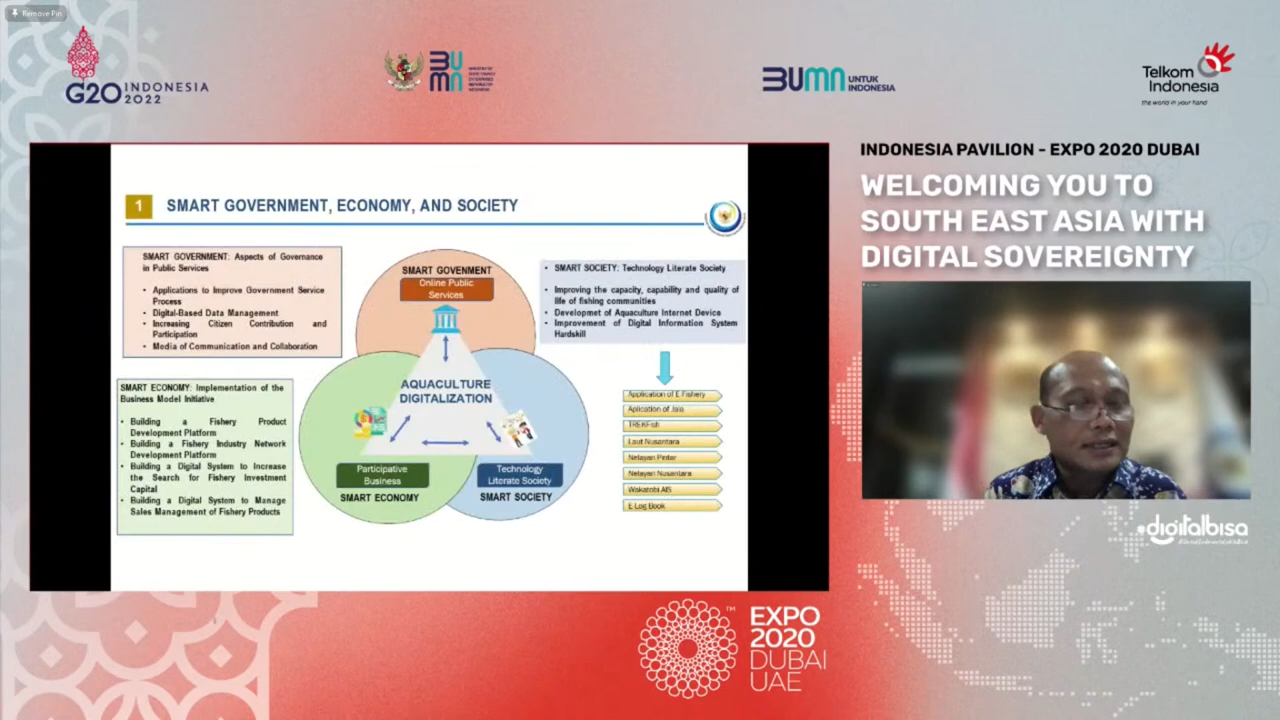 Remove Pin
G20 INDONESIA
2022
BUMN
BUMN UNTUK
INDONESIA
Telkom
Indonesia
the world in your hand
INDONESIA PAVILION - EXPO 2020 DUBAI
WELCOMING YOU TO
SOUTH EAST ASIA WITH
DIGITAL SOVEREIGNTY
1 SMART GOVERNMENT, ECONOMY, AND SOCIETY
SMART GOVERNMENT: Aspects of Governance
in Public Services
• Applications to Improve Government Service
Process
• Digital-Based Data Management
• Increasing Citizen Contribution and
Participation
• Media of Communication and Collaboration
SMART ECONOMY: Implementation of the
Business Model Initiative
• Building a Fishery Product
Development Platform
• Building a Fishery Industry Network
Development Platform
• Building a Digital System to Increase
the Search for Fishery Investment
Capital
• Building a Digital System to Manage
Sales Management of Fishery Products
SMART GOVENMENT
Online Public
Services
AQUACULTURE
DIGITALIZATION
Participative
Business
SMART ECONOMY
Technology
Literate Society
SMART SOCIETY
• SMART SOCIETY: Technology Literate Society
• Improving the capacity, capability and quality of
life of fishing communities
• Developmet of Aquaculture Internet Device
• Improvement of Digital Information System
Hardskill
Application of E Fishery
Aplication of Jala
TREKFish
Laut Nusantara
Nelayan Pintar
Nelayan Nusantara
Wakatobi AIS
E Log Book
digitalbisa
EXPO
2020
DUBAI
UAE
TM